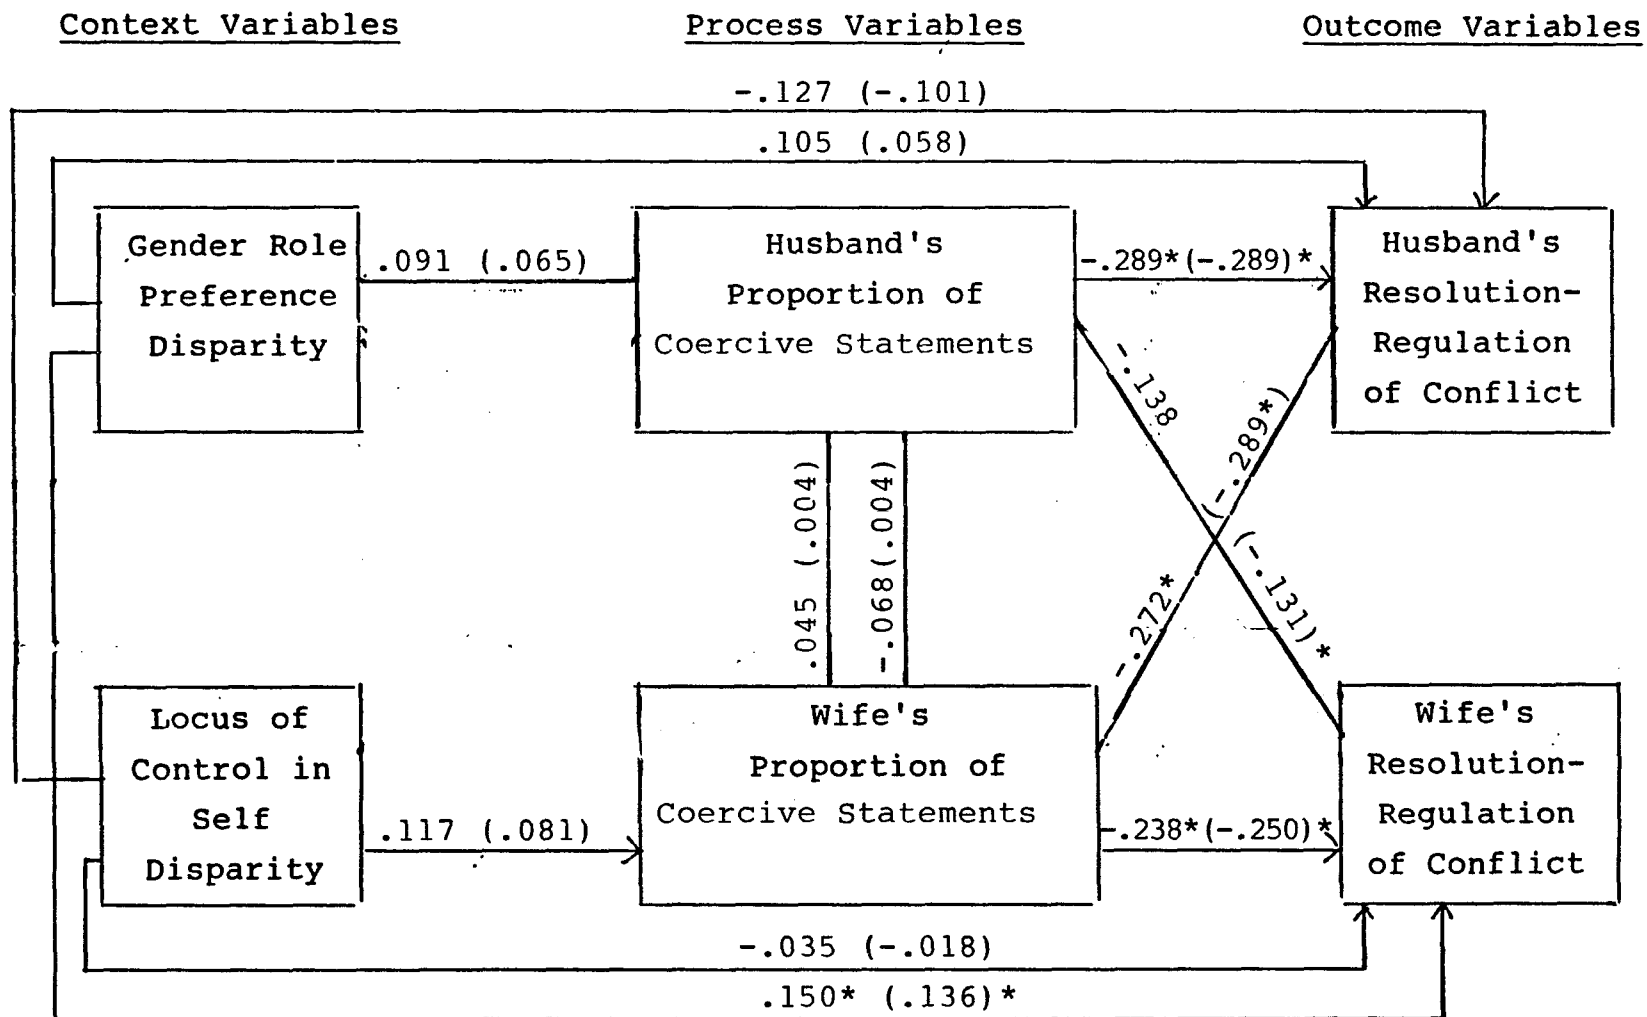 Context Variables
Process Variables
Outcome Variables
-.127 (-.101)
.105 (.058)
Gender Role
Preference
Disparity
.091 (.065)
Husband's
Proportion of
Coercive Statements
-.289*(-.289)*
Husband's
Resolution-
Regulation
of Conflict
-.138
(-.131)*
(-.289*)
-.272*
.045 (.004)
-.068(.004)
Locus of
Control in
Self
Disparity
.117 (.081)
Wife's
Proportion of
Coercive Statements
-.238*(-.250)*
Wife's
Resolution-
Regulation
of Conflict
-.035 (-.018)
.150* (.136)*